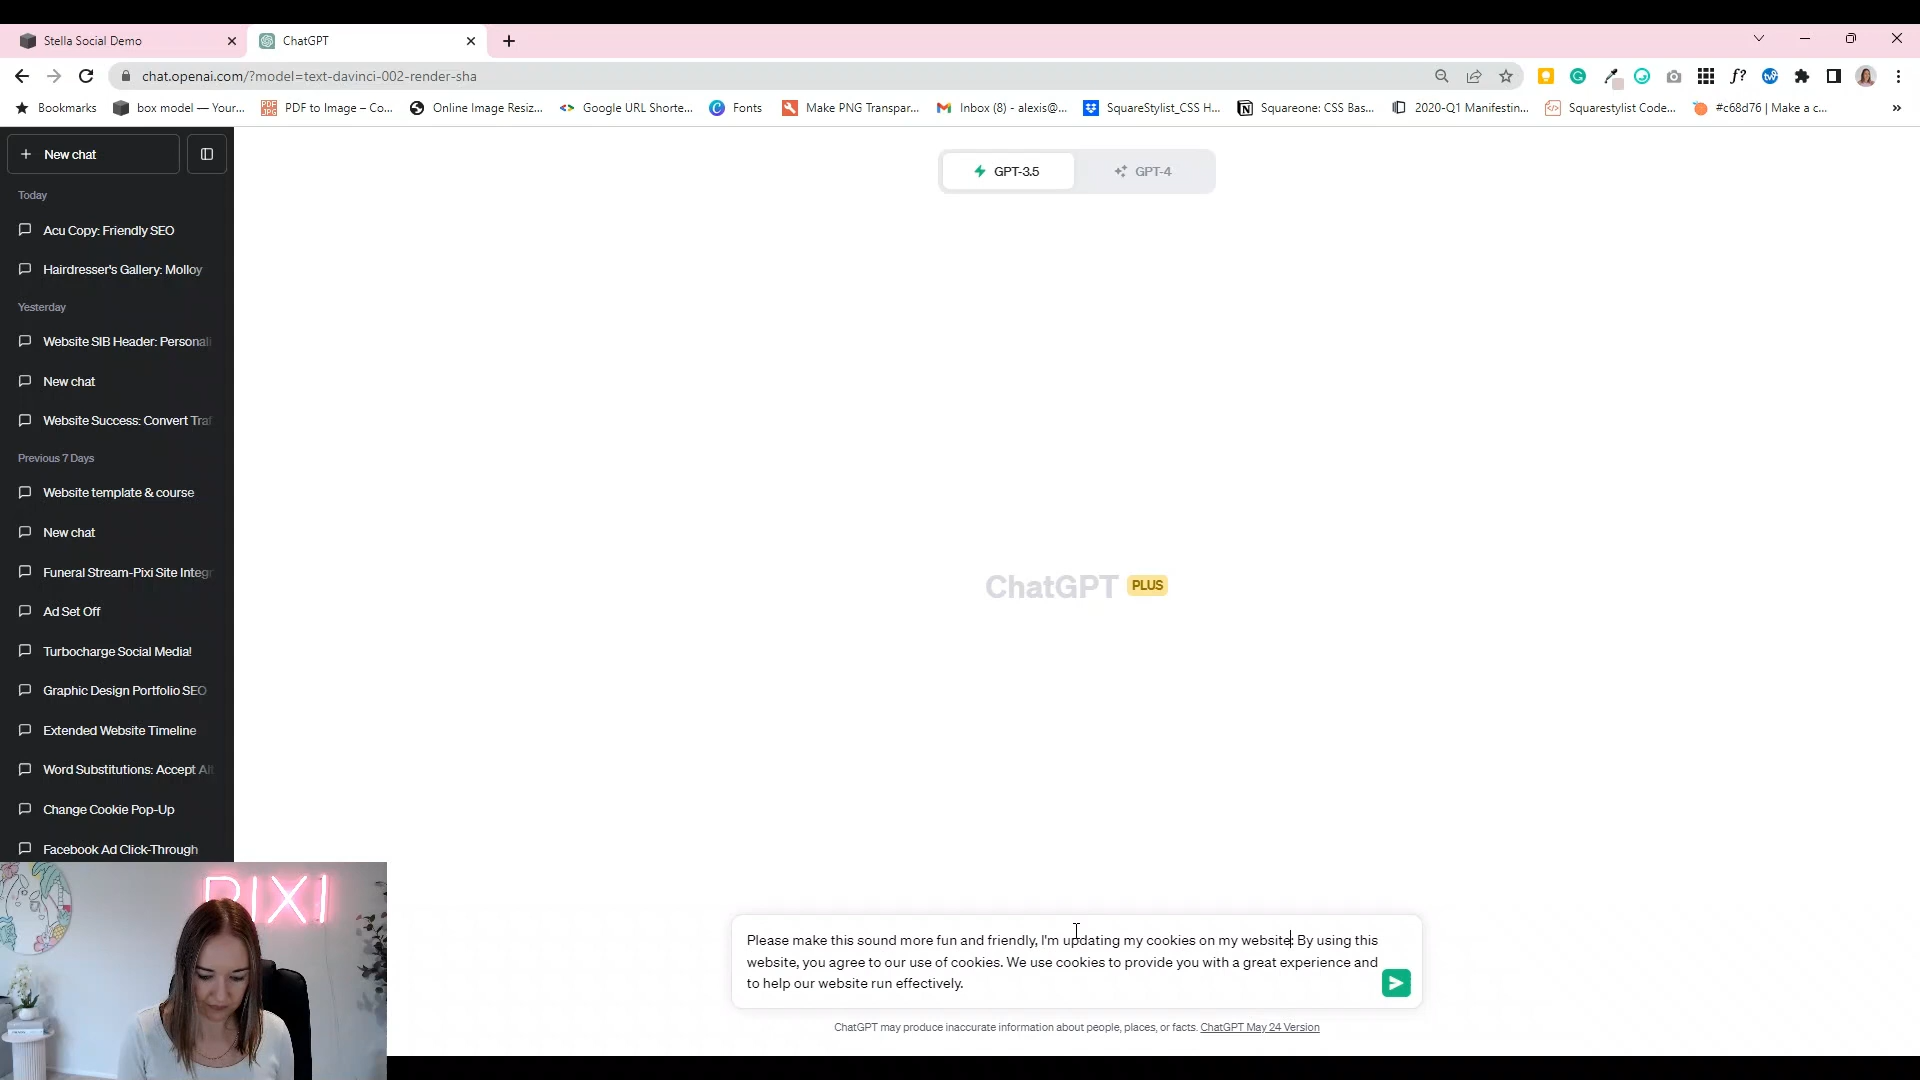 Stella Social Demo
ChatGPT
chat.openai.com/?model=text-davinci-002-render-sha
Bookmarks
box model — Your...
PDF to Image – Co...
Online Image Resiz...
Google URL Shorte...
Fonts
Make PNG Transpar...
Inbox (8) - alexis@...
SquareStylist_CSS H...
Squareone: CSS Bas...
2020-Q1 Manifestin...
Squarestylist Code...
#c68d76 | Make a c...
New chat
GPT-3.5
GPT-4
Today
Acu Copy: Friendly SEO
Hairdresser's Gallery: Molloy
Yesterday
Website SIB Header: Personali
New chat
Website Success: Convert Traf
Previous 7 Days
Website template & course
New chat
Funeral Stream-Pixi Site Integr
Ad Set Off
Turbocharge Social Media!
Graphic Design Portfolio SEO
Extended Website Timeline
Word Substitutions: Accept Alt
Change Cookie Pop-Up
Facebook Ad Click-Through
ChatGPT PLUS
PIXI
Please make this sound more fun and friendly, I'm updating my cookies on my website: By using this
website, you agree to our use of cookies. We use cookies to provide you with a great experience and
to help our website run effectively.
ChatGPT may produce inaccurate information about people, places, or facts. ChatGPT May 24 Version